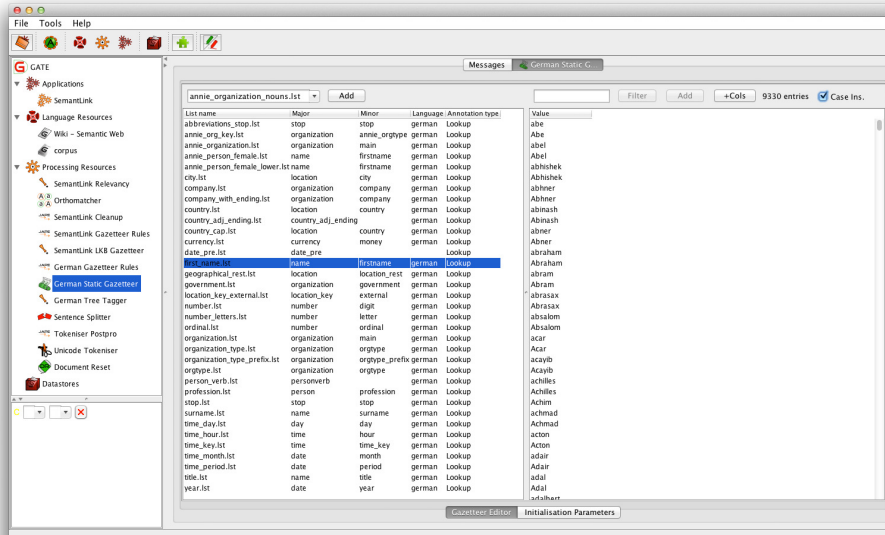 File Tools Help
GATE
Applications
SemantLink
Language Resources
Wiki - Semantic Web
corpus
Processing Resources
SemantLink Relevancy
Orthomatcher
SemantLink Cleanup
SemantLink Gazetteer Rules
SemantLink LKB Gazetteer
German Gazetteer Rules
German Static Gazetteer
German Tree Tagger
Sentence Splitter
Tokeniser Postpro
Unicode Tokeniser
Document Reset
Datastores
Messages German Static G...
annie_organization_nouns.lst Add Filter Add +Cols 9330 entries Case Ins.
List name Major Minor Language Annotation type
abbreviations_stop.lst stop stop german Lookup
annie_org_key.lst organization annie_orgtype german Lookup
annie_organization.lst organization main german Lookup
annie_person_female.lst name firstname german Lookup
annie_person_female_lower.lst name firstname german Lookup
city.lst location city german Lookup
company.lst organization company german Lookup
company_with_ending.lst organization company german Lookup
country.lst location country german Lookup
country_adj_ending.lst country_adj_ending german Lookup
country_cap.lst location country german Lookup
currency.lst currency money german Lookup
date_pre.lst date_pre german Lookup
first_name.lst name firstname german Lookup
geographical_rest.lst location location_rest german Lookup
government.lst organization government german Lookup
location_key_external.lst location_key external german Lookup
number.lst number digit german Lookup
number_letters.lst number letter german Lookup
ordinal.lst number ordinal german Lookup
organization.lst organization main german Lookup
organization_type.lst organization orgtype german Lookup
organization_type_prefix.lst organization orgtype_prefix german Lookup
orgtype.lst organization orgtype german Lookup
person_verb.lst personverb german Lookup
profession.lst person profession german Lookup
stop.lst stop stop german Lookup
surname.lst name surname german Lookup
time_day.lst day day german Lookup
time_hour.lst time hour german Lookup
time_key.lst time time_key german Lookup
time_month.lst date month german Lookup
time_period.lst date period german Lookup
title.lst name title german Lookup
year.lst date year german Lookup
Value
abe
Abe
abel
Abel
abhishek
Abhishek
abhner
Abhner
abinash
Abinash
abner
Abner
abraham
Abraham
abram
Abram
abrasax
Abrasax
absalom
Absalom
acar
Acar
acayib
Acayib
achilles
Achilles
Achim
achmad
Achmad
acton
Acton
adair
Adair
adal
Adal
adalbert
Gazetteer Editor Initialisation Parameters